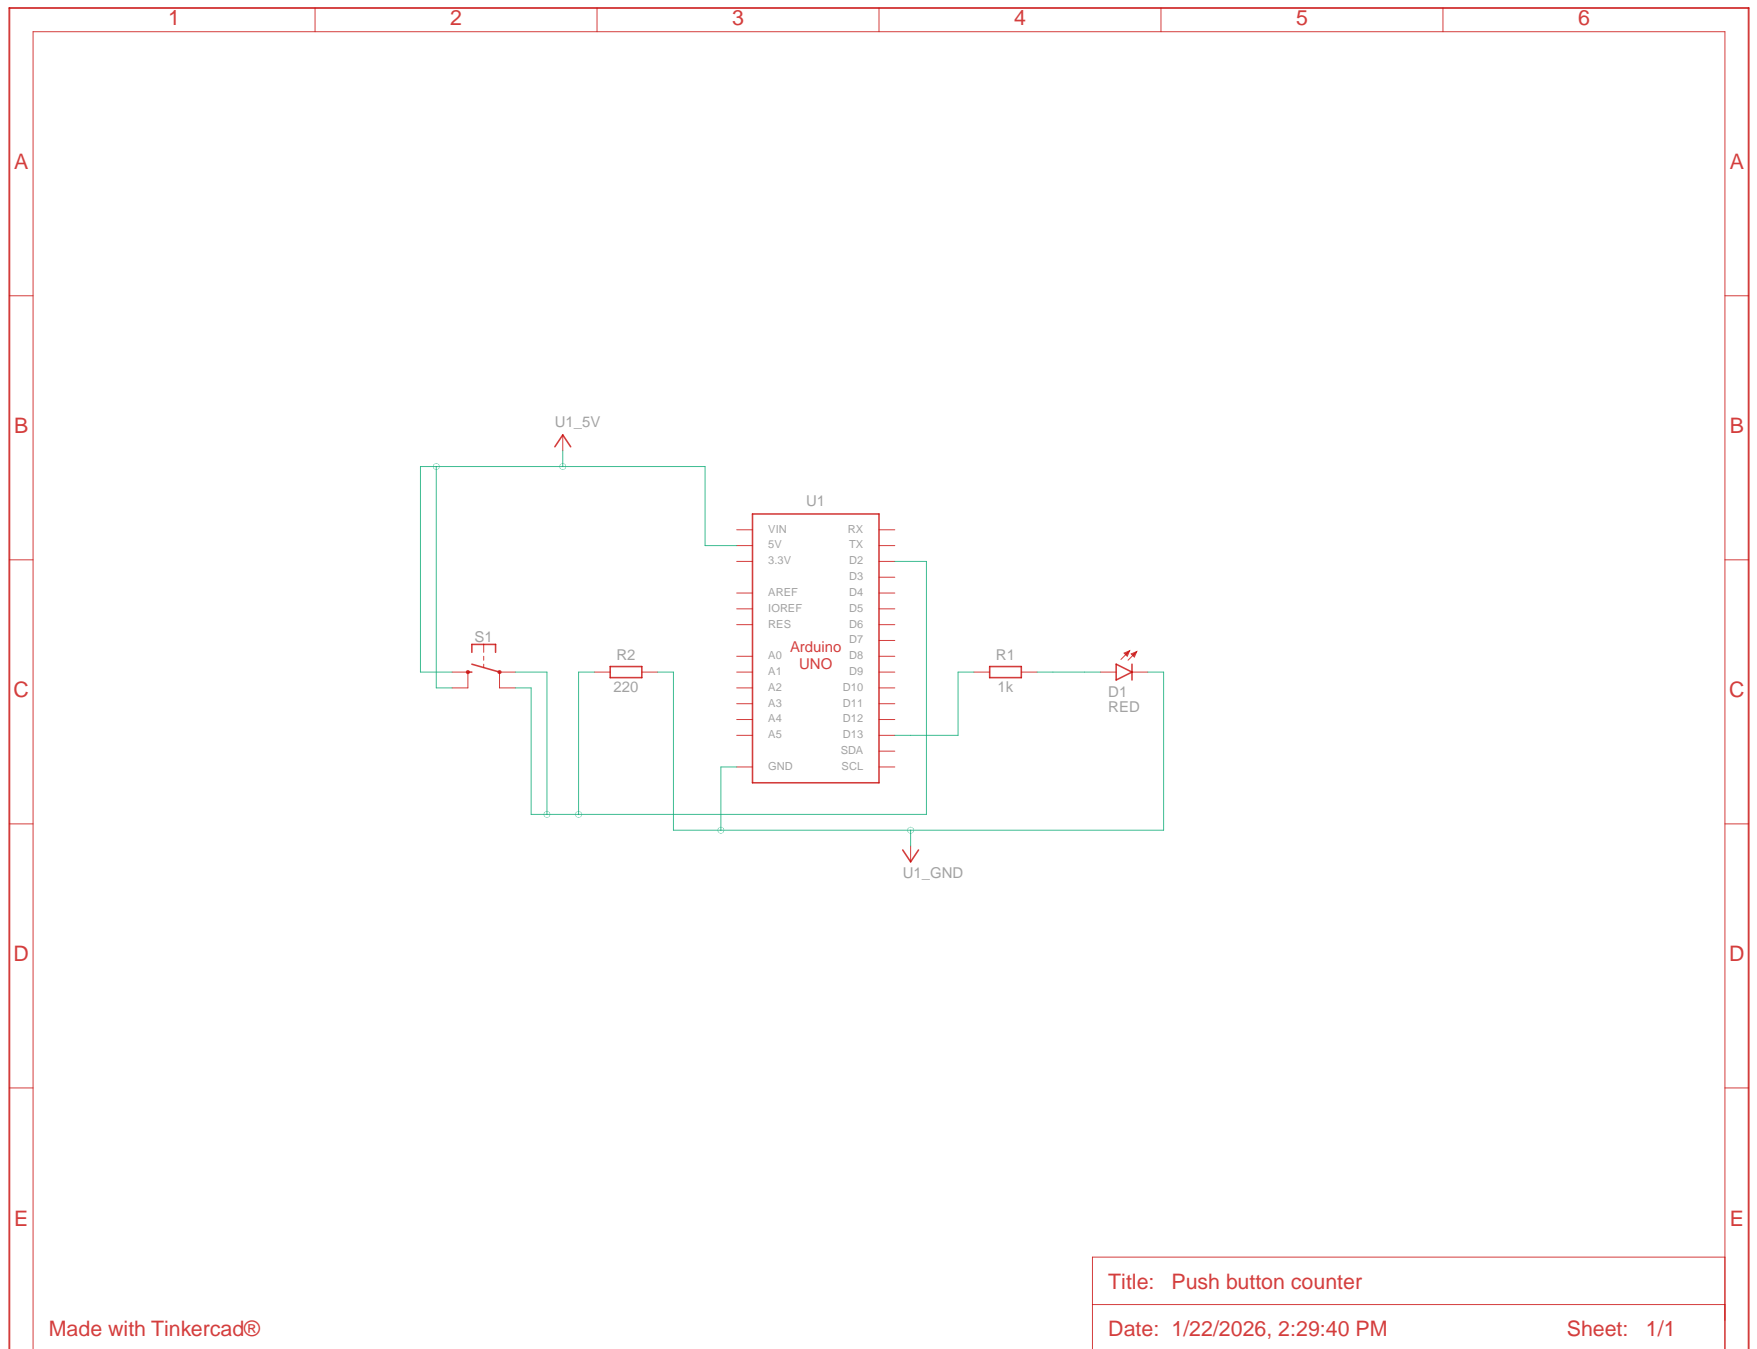 1 2 3 4 5 6
A A
B B
U1_5V
U1
VIN RX
5V TX
3.3V D2
D3
AREF D4
IOREF D5
RES D6
D7
Arduino
UNO
A0 D8
A1 D9
A2 D10
A3 D11
A4 D12
A5 D13
SDA
GND SCL
S1
R2
220
R1
1k
D1
RED
C C
U1_GND
D D
E E
Title: Push button counter
Made with Tinkercad®
Date: 1/22/2026, 2:29:40 PM Sheet: 1/1